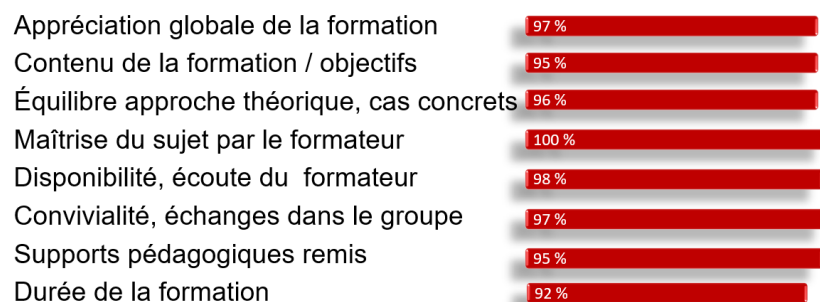 Appréciation globale de la formation 97 %
Contenu de la formation / objectifs 95 %
Équilibre approche théorique, cas concrets 96 %
Maîtrise du sujet par le formateur 100 %
Disponibilité, écoute du formateur 98 %
Convivialité, échanges dans le groupe 97 %
Supports pédagogiques remis 95 %
Durée de la formation 92 %